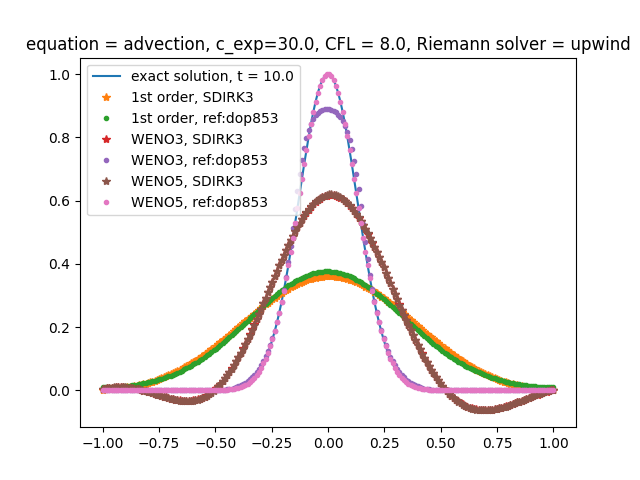 equation = advection, c_exp=30.0, CFL = 8.0, Riemann solver = upwind
exact solution, t = 10.0
1st order, SDIRK3
1st order, ref:dop853
WENO3, SDIRK3
WENO3, ref:dop853
WENO5, SDIRK3
WENO5, ref:dop853
1.0
0.8
0.6
0.4
0.2
0.0
−1.00 −0.75 −0.50 −0.25 0.00 0.25 0.50 0.75 1.00